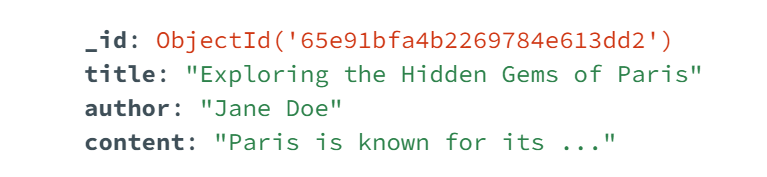 _id: ObjectId('65e91bfa4b2269784e613dd2')
title: "Exploring the Hidden Gems of Paris"
author: "Jane Doe"
content: "Paris is known for its ..."